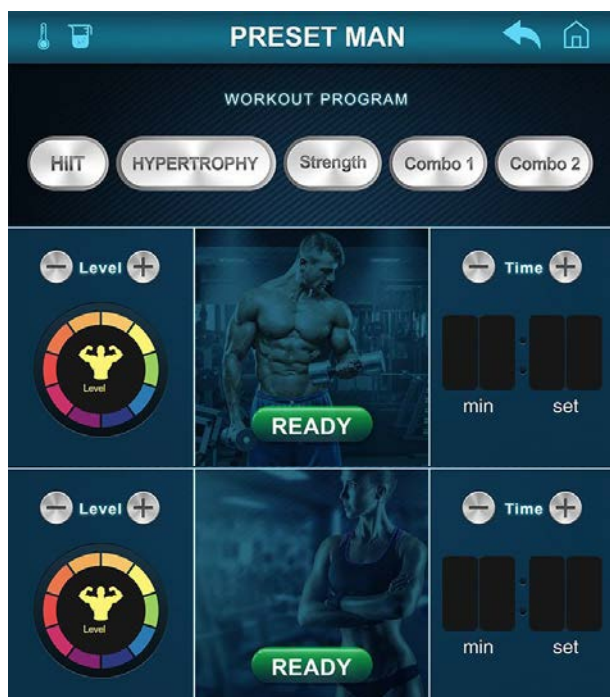 PRESET MAN
WORKOUT PROGRAM
HIIT HYPERTROPHY Strength Combo 1 Combo 2
Level Time
Level
min set
READY
Level Time
Level
min set
READY